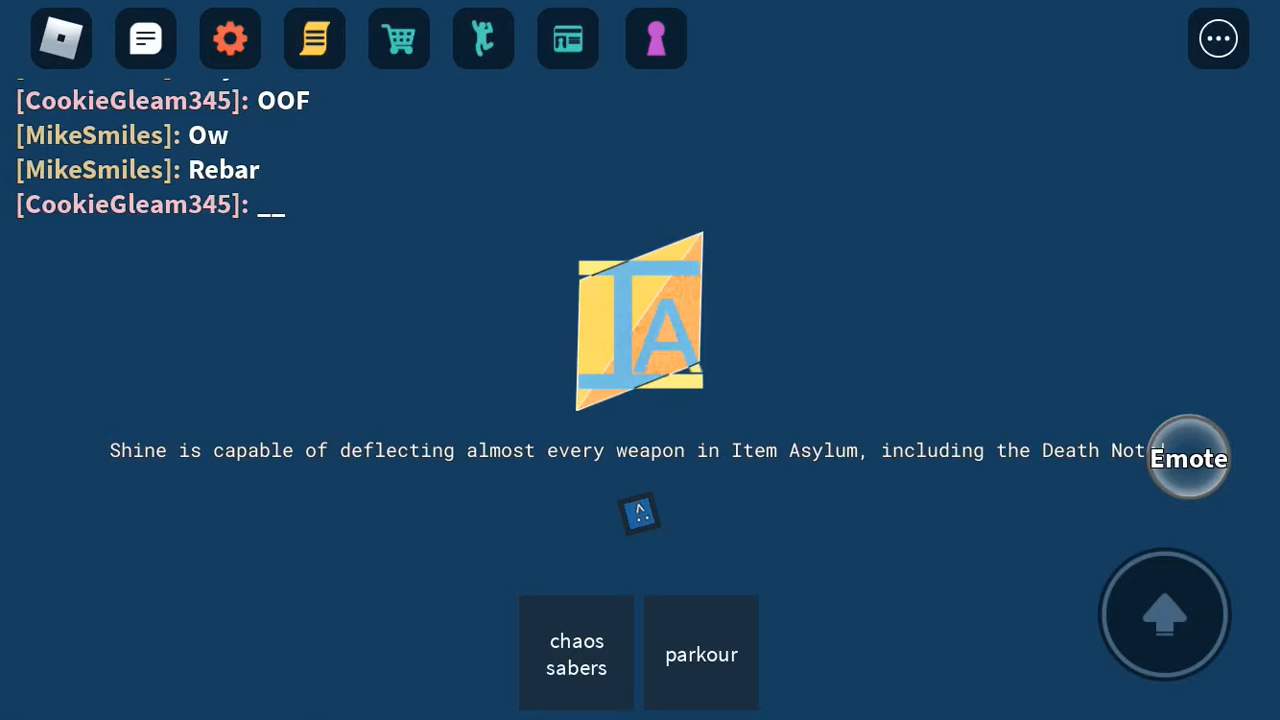 [CookieGleam345]: OOF
[MikeSmiles]: Ow
[MikeSmiles]: Rebar
[CookieGleam345]: __
IA
Shine is capable of deflecting almost every weapon in Item Asylum, including the Death Not
Emote
chaos
sabers
parkour